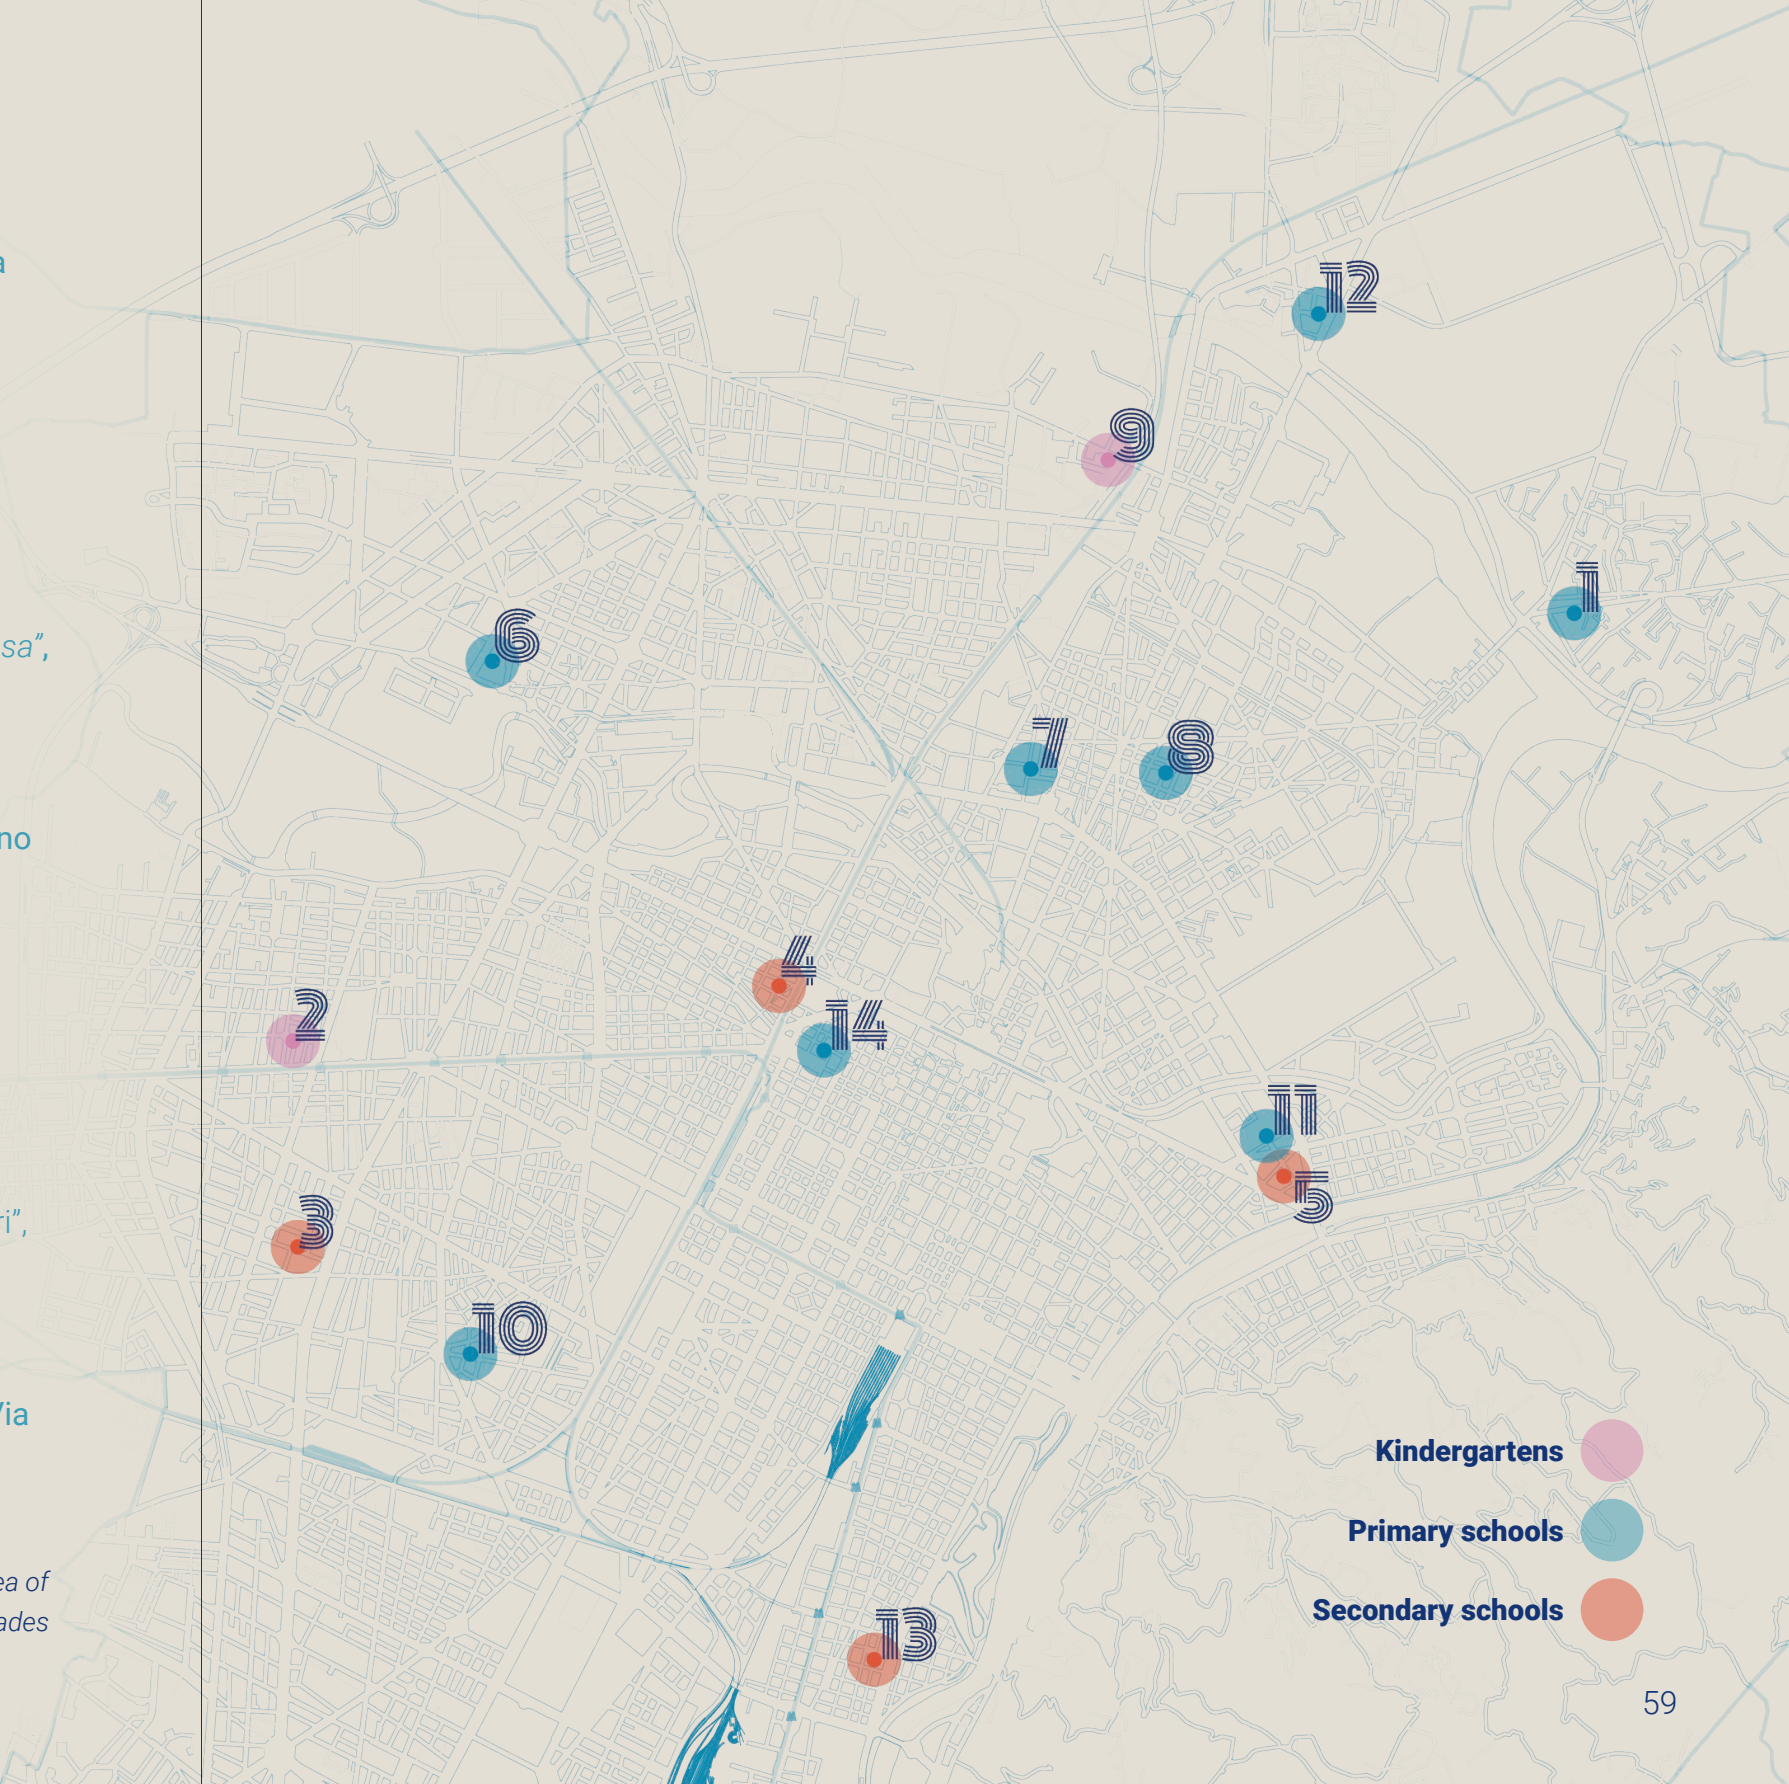 a
sa”,
no
ri”,
Via
ea of
ades
12
9
1
6
7
8
4
14
2
11
5
3
10
13
Kindergartens
Primary schools
Secondary schools
59